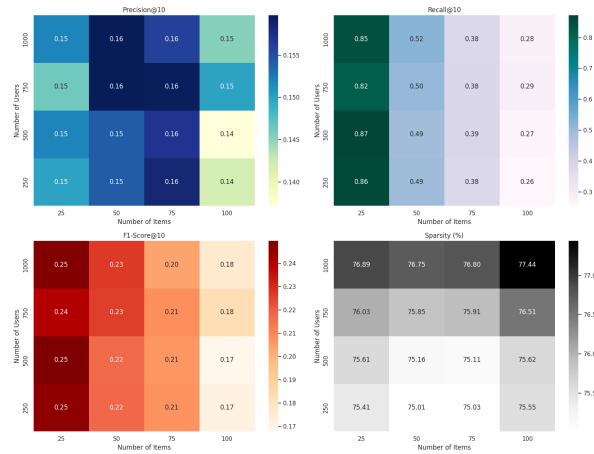 Precision@10
Number of Users
1000 0.15 0.16 0.16 0.15
750 0.15 0.16 0.16 0.15
500 0.15 0.15 0.16 0.14
250 0.15 0.15 0.16 0.14
25 50 75 100
Number of Items
0.155
0.150
0.145
0.140
Recall@10
Number of Users
1000 0.85 0.52 0.38 0.28
750 0.82 0.50 0.38 0.29
500 0.87 0.49 0.39 0.27
250 0.86 0.49 0.38 0.26
25 50 75 100
Number of Items
0.8
0.7
0.6
0.5
0.4
0.3
F1-Score@10
Number of Users
1000 0.25 0.23 0.20 0.18
750 0.24 0.23 0.21 0.18
500 0.25 0.22 0.21 0.17
250 0.25 0.22 0.21 0.17
25 50 75 100
Number of Items
0.24
0.23
0.22
0.21
0.20
0.19
0.18
0.17
Sparsity (%)
Number of Users
1000 76.89 76.75 76.80 77.44
750 76.03 75.85 75.91 76.51
500 75.61 75.16 75.11 75.62
250 75.41 75.01 75.03 75.55
25 50 75 100
Number of Items
76.0